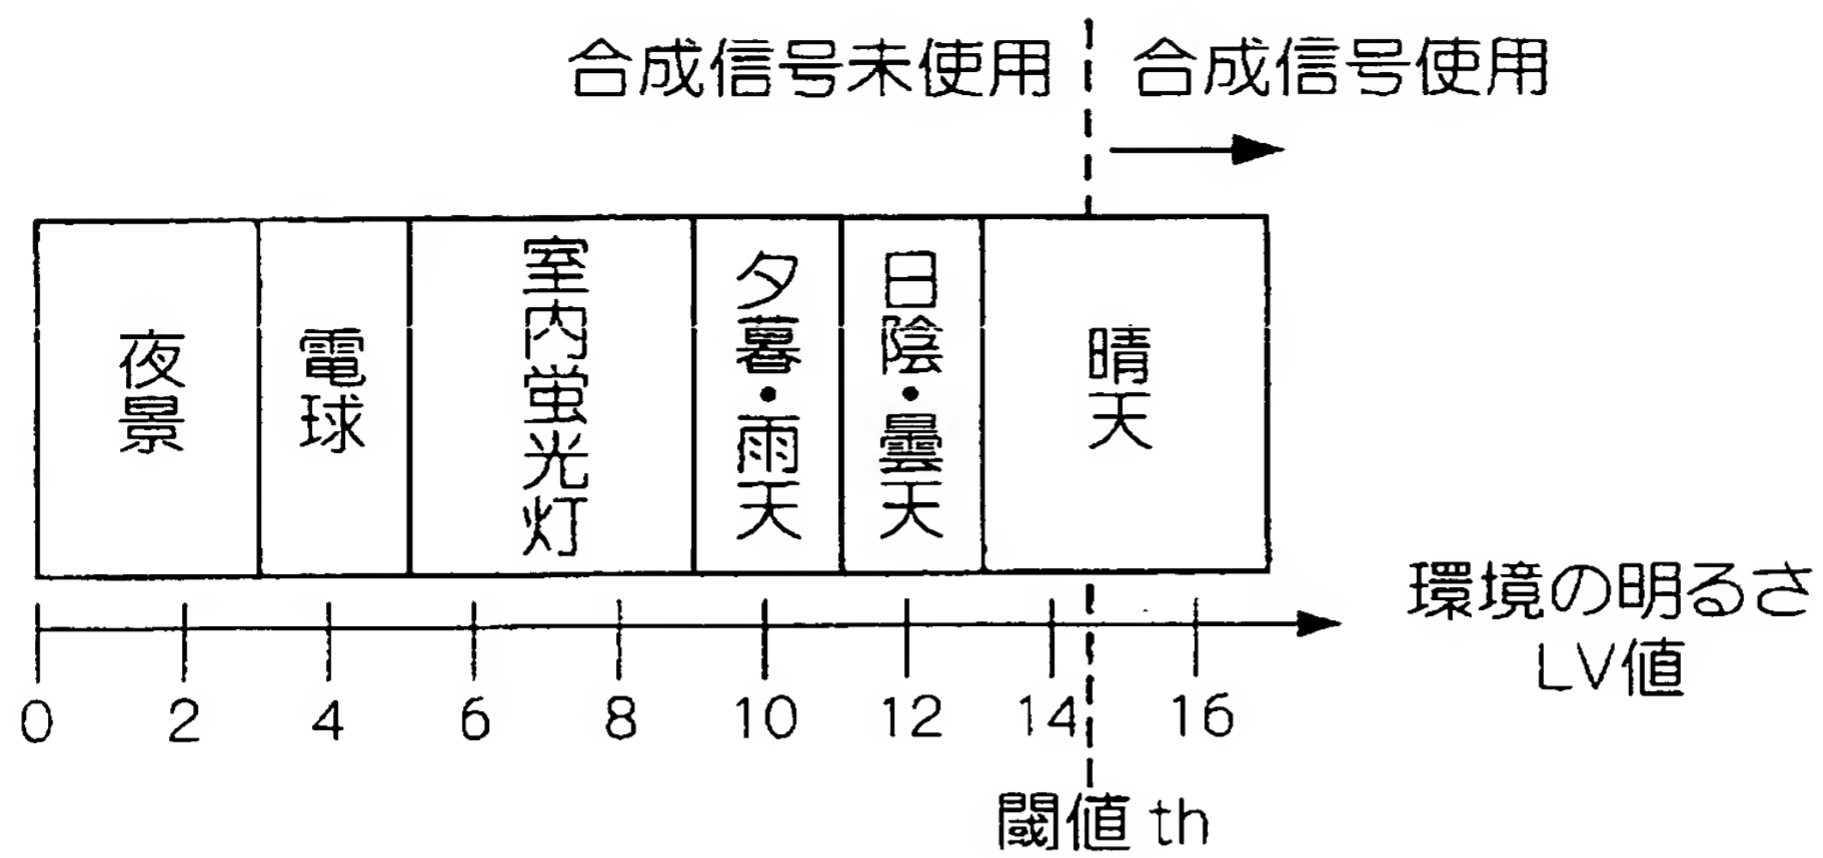 合成信号未使用
合成信号使用
夜景
電球
室内蛍光灯
夕暮・雨天
日陰・曇天
晴天
環境の明るさ
LV値
0 2 4 6 8 10 12 14 16
閾値 th